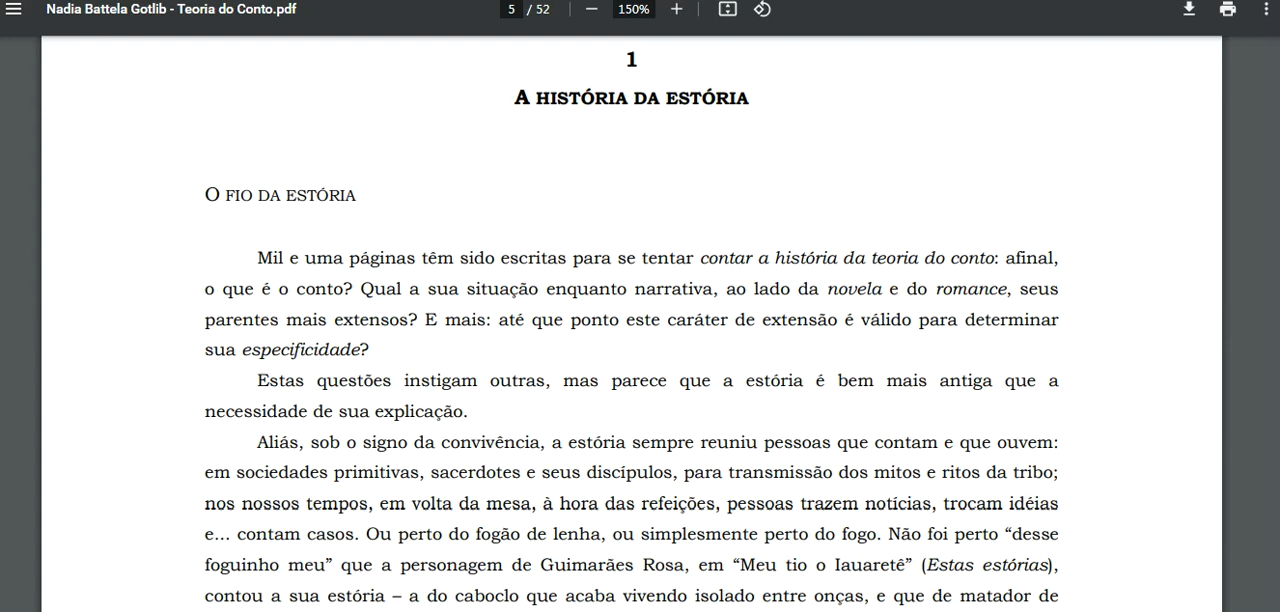 Nadia Battela Gotlib - Teoria do Conto.pdf
5 / 52
150%
1
A HISTÓRIA DA ESTÓRIA
O FIO DA ESTÓRIA
Mil e uma páginas têm sido escritas para se tentar contar a história da teoria do conto: afinal,
o que é o conto? Qual a sua situação enquanto narrativa, ao lado da novela e do romance, seus
parentes mais extensos? E mais: até que ponto este caráter de extensão é válido para determinar
sua especificidade?
Estas questões instigam outras, mas parece que a estória é bem mais antiga que a
necessidade de sua explicação.
Aliás, sob o signo da convivência, a estória sempre reuniu pessoas que contam e que ouvem:
em sociedades primitivas, sacerdotes e seus discípulos, para transmissão dos mitos e ritos da tribo;
nos nossos tempos, em volta da mesa, à hora das refeições, pessoas trazem notícias, trocam idéias
e... contam casos. Ou perto do fogão de lenha, ou simplesmente perto do fogo. Não foi perto “desse
foguinho meu” que a personagem de Guimarães Rosa, em “Meu tio o Iauaretê” (Estas estórias),
contou a sua estória – a do caboclo que acaba vivendo isolado entre onças, e que de matador de